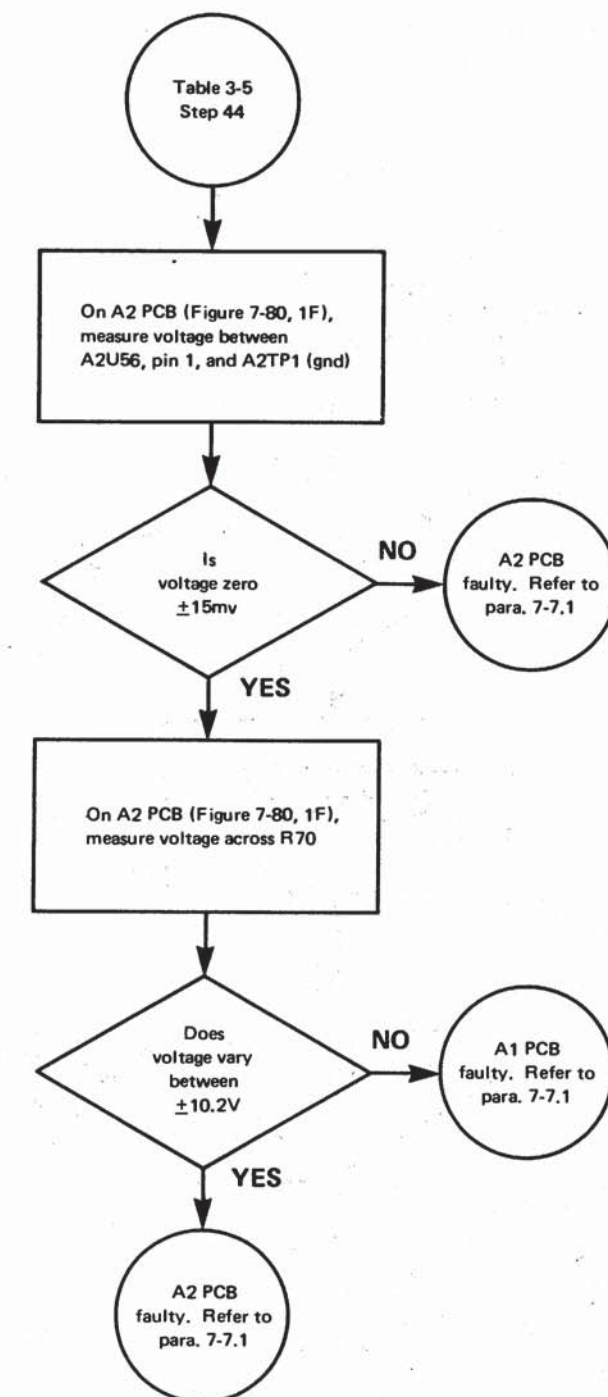 Table 3-5
Step 44
On A2 PCB (Figure 7-80, 1F),
measure voltage between
A2U56, pin 1, and A2TP1 (gnd)
Is
voltage zero
±15mv
NO
A2 PCB
faulty. Refer to
para. 7-7.1
YES
On A2 PCB (Figure 7-80, 1F),
measure voltage across R70
Does
voltage vary
between
±10.2V
NO
A1 PCB
faulty. Refer to
para. 7-7.1
YES
A2 PCB
faulty. Refer to
para. 7-7.1